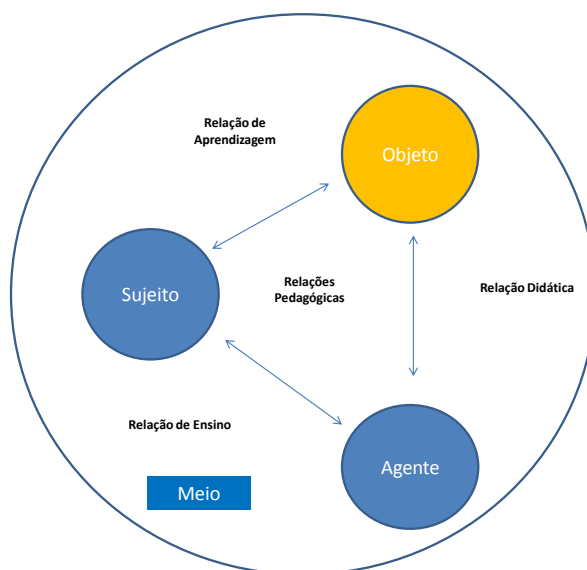 Relação de
Aprendizagem
Objeto
Sujeito
Relações
Pedagógicas
Relação Didática
Relação de Ensino
Agente
Meio